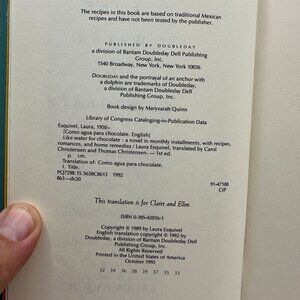 The recipes in this book are based on traditional Mexican
recipes and have not been tested by the publisher.
PUBLISHED BY DOUBLEDAY
a division of Bantam Doubleday Dell Publishing
Group, Inc.
1540 Broadway, New York, New York 10036
DOUBLEDAY and the portrayal of an anchor with
a dolphin are trademarks of Doubleday,
a division of Bantam Doubleday Dell
Publishing Group, Inc.
Book design by Marysarah Quinn
Library of Congress Cataloging-in-Publication Data
Esquivel, Laura, 1950–
[Como agua para chocolate. English]
Like water for chocolate : a novel in monthly installments, with recipes,
romances, and home remedies / Laura Esquivel; translated by Carol
Christensen and Thomas Christensen. — 1st ed.
p. cm.
Translation of: Como agua para chocolate.
I. Title.
PQ7298.15.S638C8613 1992
863—dc20 91-47188
CIP
This translation is for Claire and Ellen.
ISBN 0-385-42016-1
Copyright © 1989 by Laura Esquivel
English translation copyright © 1992 by
Doubleday, a division of Bantam Doubleday Dell
Publishing Group, Inc.
All Rights Reserved
Printed in the United States of America
October 1992
32 34 36 38 39 37 35 33